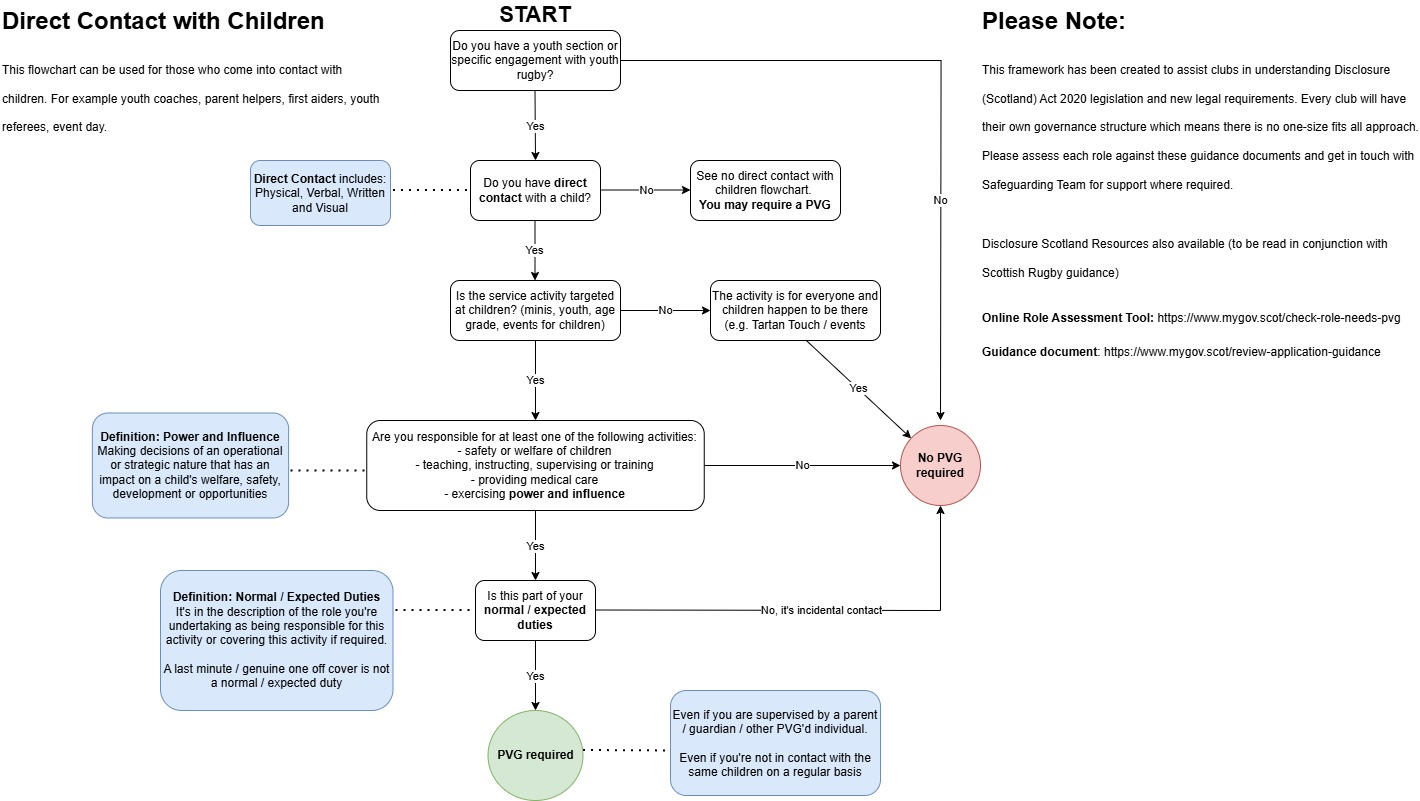 Direct Contact with Children
This flowchart can be used for those who come into contact with
children. For example youth coaches, parent helpers, first aiders, youth
referees, event day.
START
Do you have a youth section or
specific engagement with youth
rugby?
Yes
No
Direct Contact includes:
Physical, Verbal, Written
and Visual
Do you have direct
contact with a child?
No
See no direct contact with
children flowchart.
You may require a PVG
Yes
Is the service activity targeted
at children? (minis, youth, age
grade, events for children)
No
The activity is for everyone and
children happen to be there
(e.g. Tartan Touch / events
Yes
Yes
Definition: Power and Influence
Making decisions of an operational
or strategic nature that has an
impact on a child's welfare, safety,
development or opportunities
Are you responsible for at least one of the following activities:
- safety or welfare of children
- teaching, instructing, supervising or training
- providing medical care
- exercising power and influence
No
No PVG
required
Yes
Definition: Normal / Expected Duties
It's in the description of the role you're
undertaking as being responsible for this
activity or covering this activity if required.
A last minute / genuine one off cover is not
a normal / expected duty
Is this part of your
normal / expected
duties
No, it's incidental contact
Yes
PVG required
Even if you are supervised by a parent
/ guardian / other PVG'd individual.
Even if you're not in contact with the
same children on a regular basis
Please Note:
This framework has been created to assist clubs in understanding Disclosure
(Scotland) Act 2020 legislation and new legal requirements. Every club will have
their own governance structure which means there is no one-size fits all approach.
Please assess each role against these guidance documents and get in touch with
Safeguarding Team for support where required.
Disclosure Scotland Resources also available (to be read in conjunction with
Scottish Rugby guidance)
Online Role Assessment Tool: https://www.mygov.scot/check-role-needs-pvg
Guidance document: https://www.mygov.scot/review-application-guidance